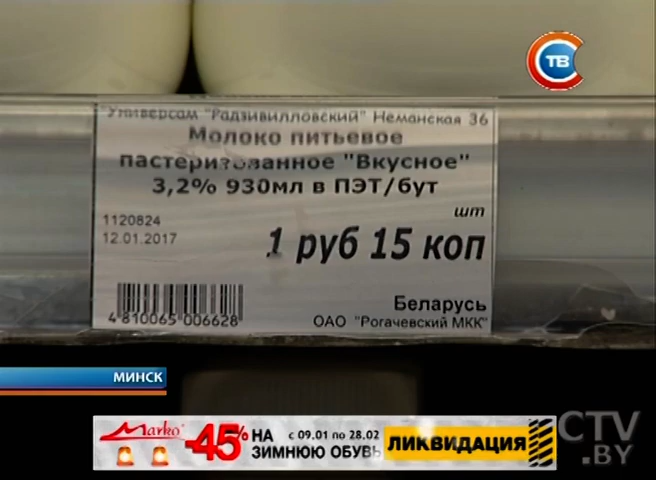 СТВ
Универсам "Радзивилловский" Неманская 36
Молоко питьевое
пастеризованное "Вкусное"
3,2% 930мл в ПЭТ/бут
шт
1120824
12.01.2017
1 руб 15 коп
4 810065 006628
Беларусь
ОАО "Рогачевский МКК"
МИНСК
Marko
-45% НА ЗИМНЮЮ ОБУВЬ
с 09.01 по 28.02
ЛИКВИДАЦИЯ
CTV
.BY